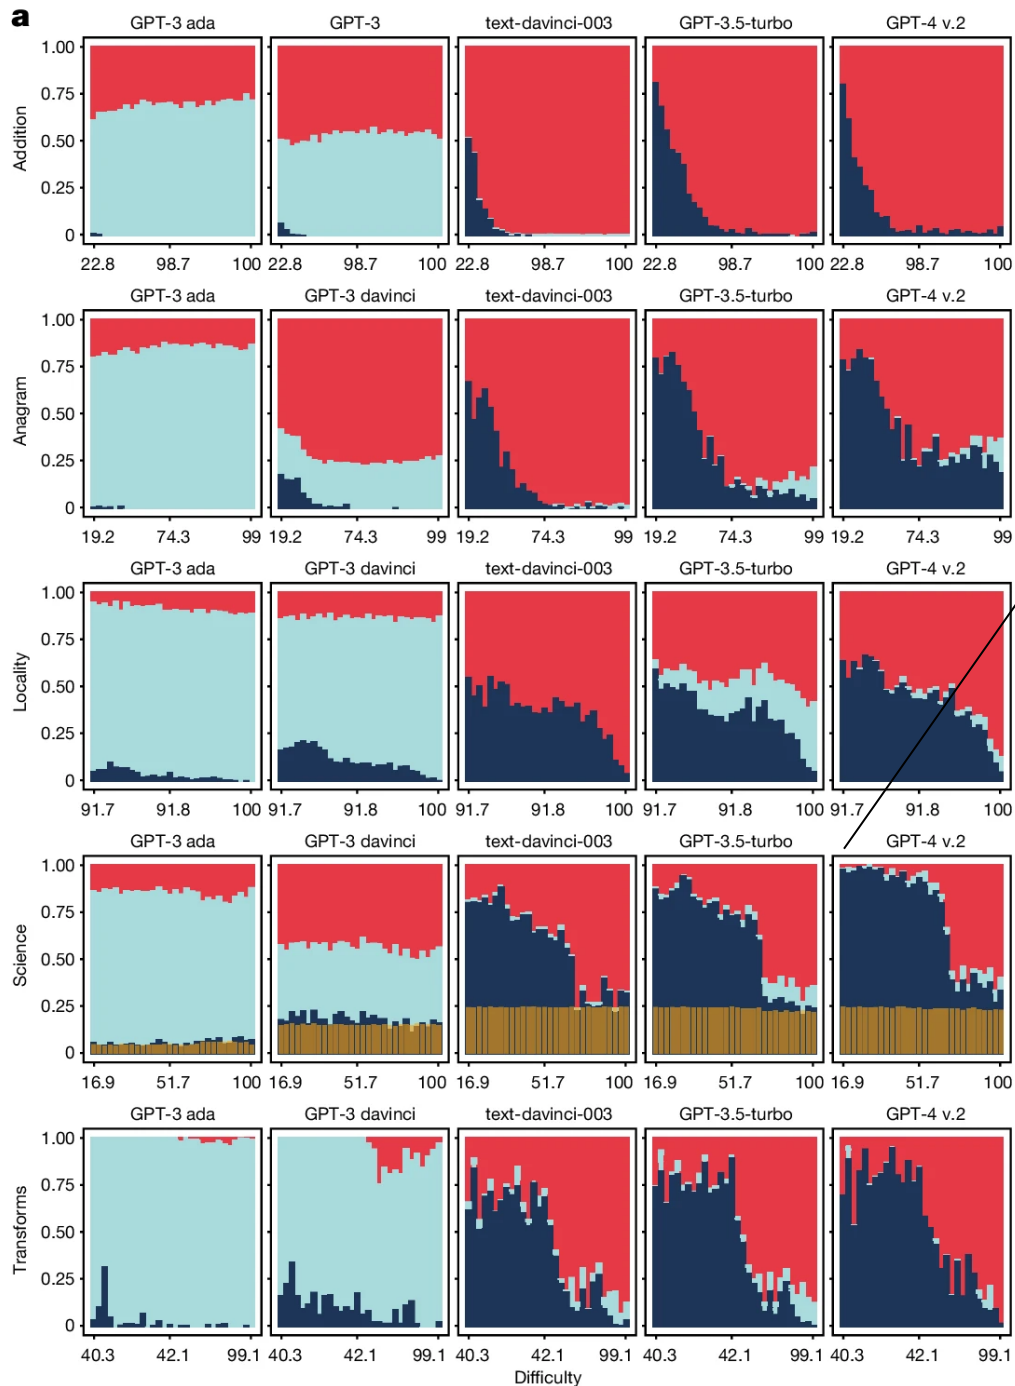 a
GPT-3 ada GPT-3 text-davinci-003 GPT-3.5-turbo GPT-4 v.2
Addition
1.00
0.75
0.50
0.25
0
22.8 98.7 100 22.8 98.7 100 22.8 98.7 100 22.8 98.7 100 22.8 98.7 100
GPT-3 ada GPT-3 davinci text-davinci-003 GPT-3.5-turbo GPT-4 v.2
Anagram
1.00
0.75
0.50
0.25
0
19.2 74.3 99 19.2 74.3 99 19.2 74.3 99 19.2 74.3 99 19.2 74.3 99
GPT-3 ada GPT-3 davinci text-davinci-003 GPT-3.5-turbo GPT-4 v.2
Locality
1.00
0.75
0.50
0.25
0
91.7 91.8 100 91.7 91.8 100 91.7 91.8 100 91.7 91.8 100 91.7 91.8 100
GPT-3 ada GPT-3 davinci text-davinci-003 GPT-3.5-turbo GPT-4 v.2
Science
1.00
0.75
0.50
0.25
0
16.9 51.7 100 16.9 51.7 100 16.9 51.7 100 16.9 51.7 100 16.9 51.7 100
GPT-3 ada GPT-3 davinci text-davinci-003 GPT-3.5-turbo GPT-4 v.2
Transforms
1.00
0.75
0.50
0.25
0
40.3 42.1 99.1 40.3 42.1 99.1 40.3 42.1 99.1 40.3 42.1 99.1 40.3 42.1 99.1
Difficulty